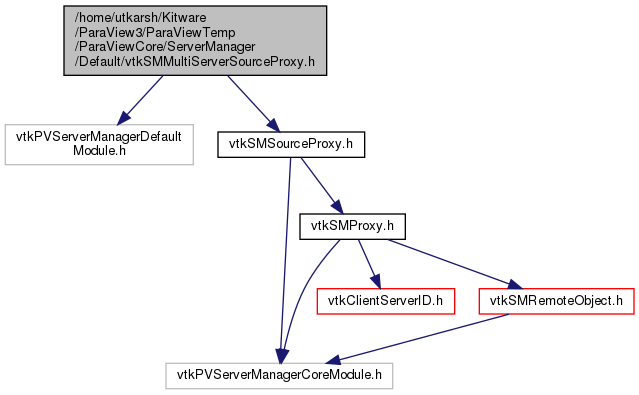 /home/utkarsh/Kitware
/ParaView3/ParaViewTemp
/ParaViewCore/ServerManager
/Default/vtkSMMultiServerSourceProxy.h
vtkPVServerManagerDefault
Module.h
vtkSMSourceProxy.h
vtkSMProxy.h
vtkClientServerID.h
vtkSMRemoteObject.h
vtkPVServerManagerCoreModule.h